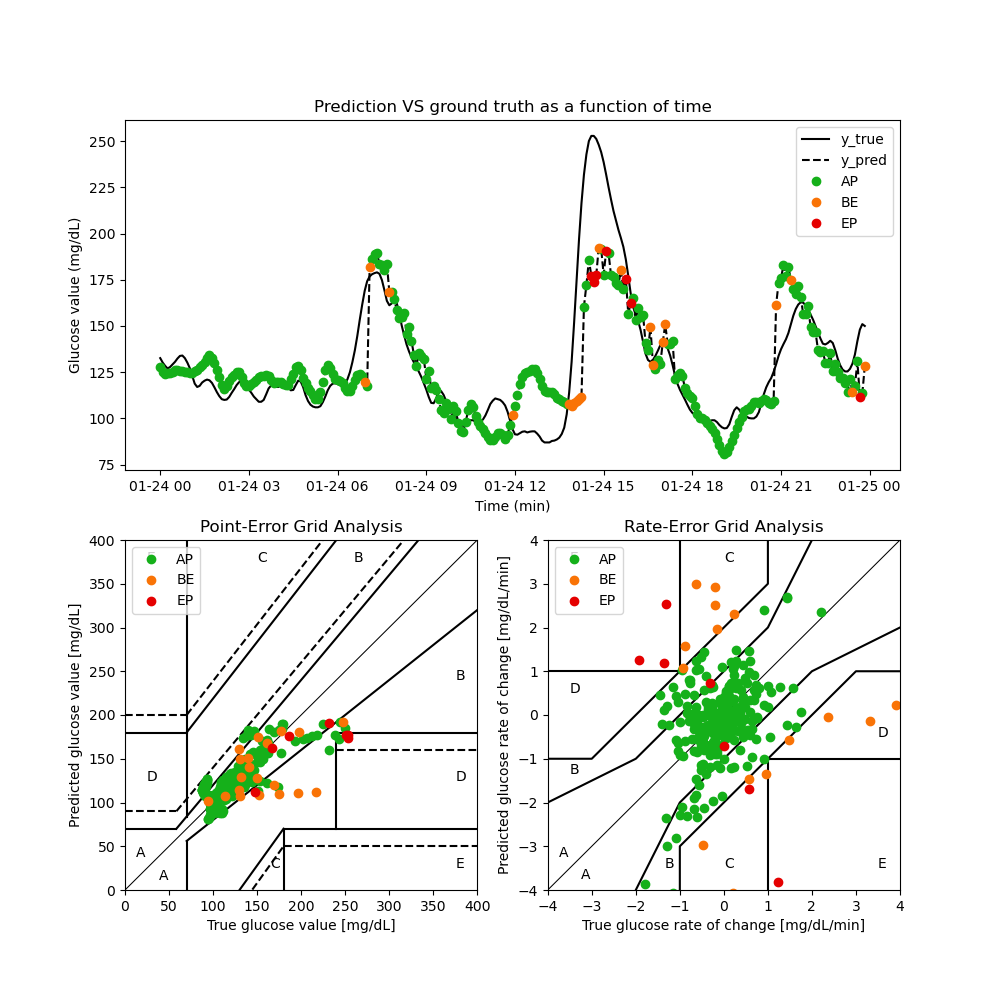 Prediction VS ground truth as a function of time
Glucose value (mg/dL)
250
225
200
175
150
125
100
75
y_true
y_pred
AP
BE
EP
01-24 00 01-24 03 01-24 06 01-24 09 01-24 12 01-24 15 01-24 18 01-24 21 01-25 00
Time (min)
Point-Error Grid Analysis
Predicted glucose value [mg/dL]
400
350
300
250
200
150
100
50
0
AP
BE
EP
C
B
B
D
D
A
A
C
E
0 50 100 150 200 250 300 350 400
True glucose value [mg/dL]
Rate-Error Grid Analysis
Predicted glucose rate of change [mg/dL/min]
4
3
2
1
0
−1
−2
−3
−4
AP
BE
EP
C
D
D
B
A
A
B
C
E
−4 −3 −2 −1 0 1 2 3 4
True glucose rate of change [mg/dL/min]